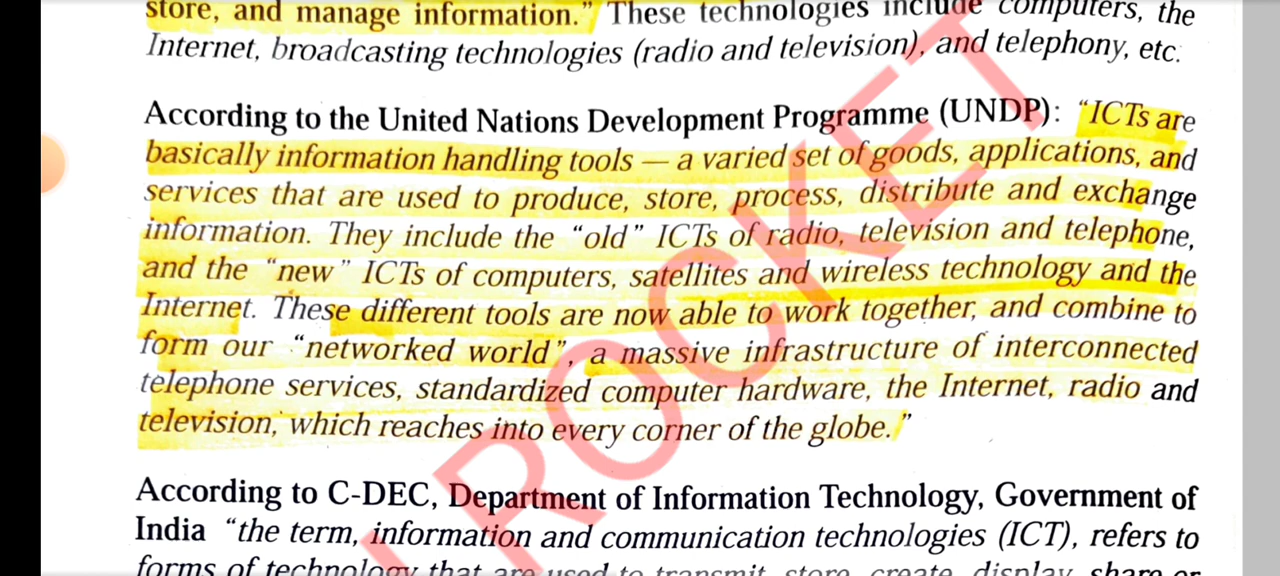 store, and manage information.” These technologies include computers, the
Internet, broadcasting technologies (radio and television), and telephony, etc.
According to the United Nations Development Programme (UNDP): “ICTs are
basically information handling tools — a varied set of goods, applications, and
services that are used to produce, store, process, distribute and exchange
information. They include the “old” ICTs of radio, television and telephone,
and the “new” ICTs of computers, satellites and wireless technology and the
Internet. These different tools are now able to work together, and combine to
form our “networked world”, a massive infrastructure of interconnected
telephone services, standardized computer hardware, the Internet, radio and
television, which reaches into every corner of the globe.”
According to C-DEC, Department of Information Technology, Government of
India “the term, information and communication technologies (ICT), refers to
forms of technology that are used to transmit, store, create, display, share or
ROCKET